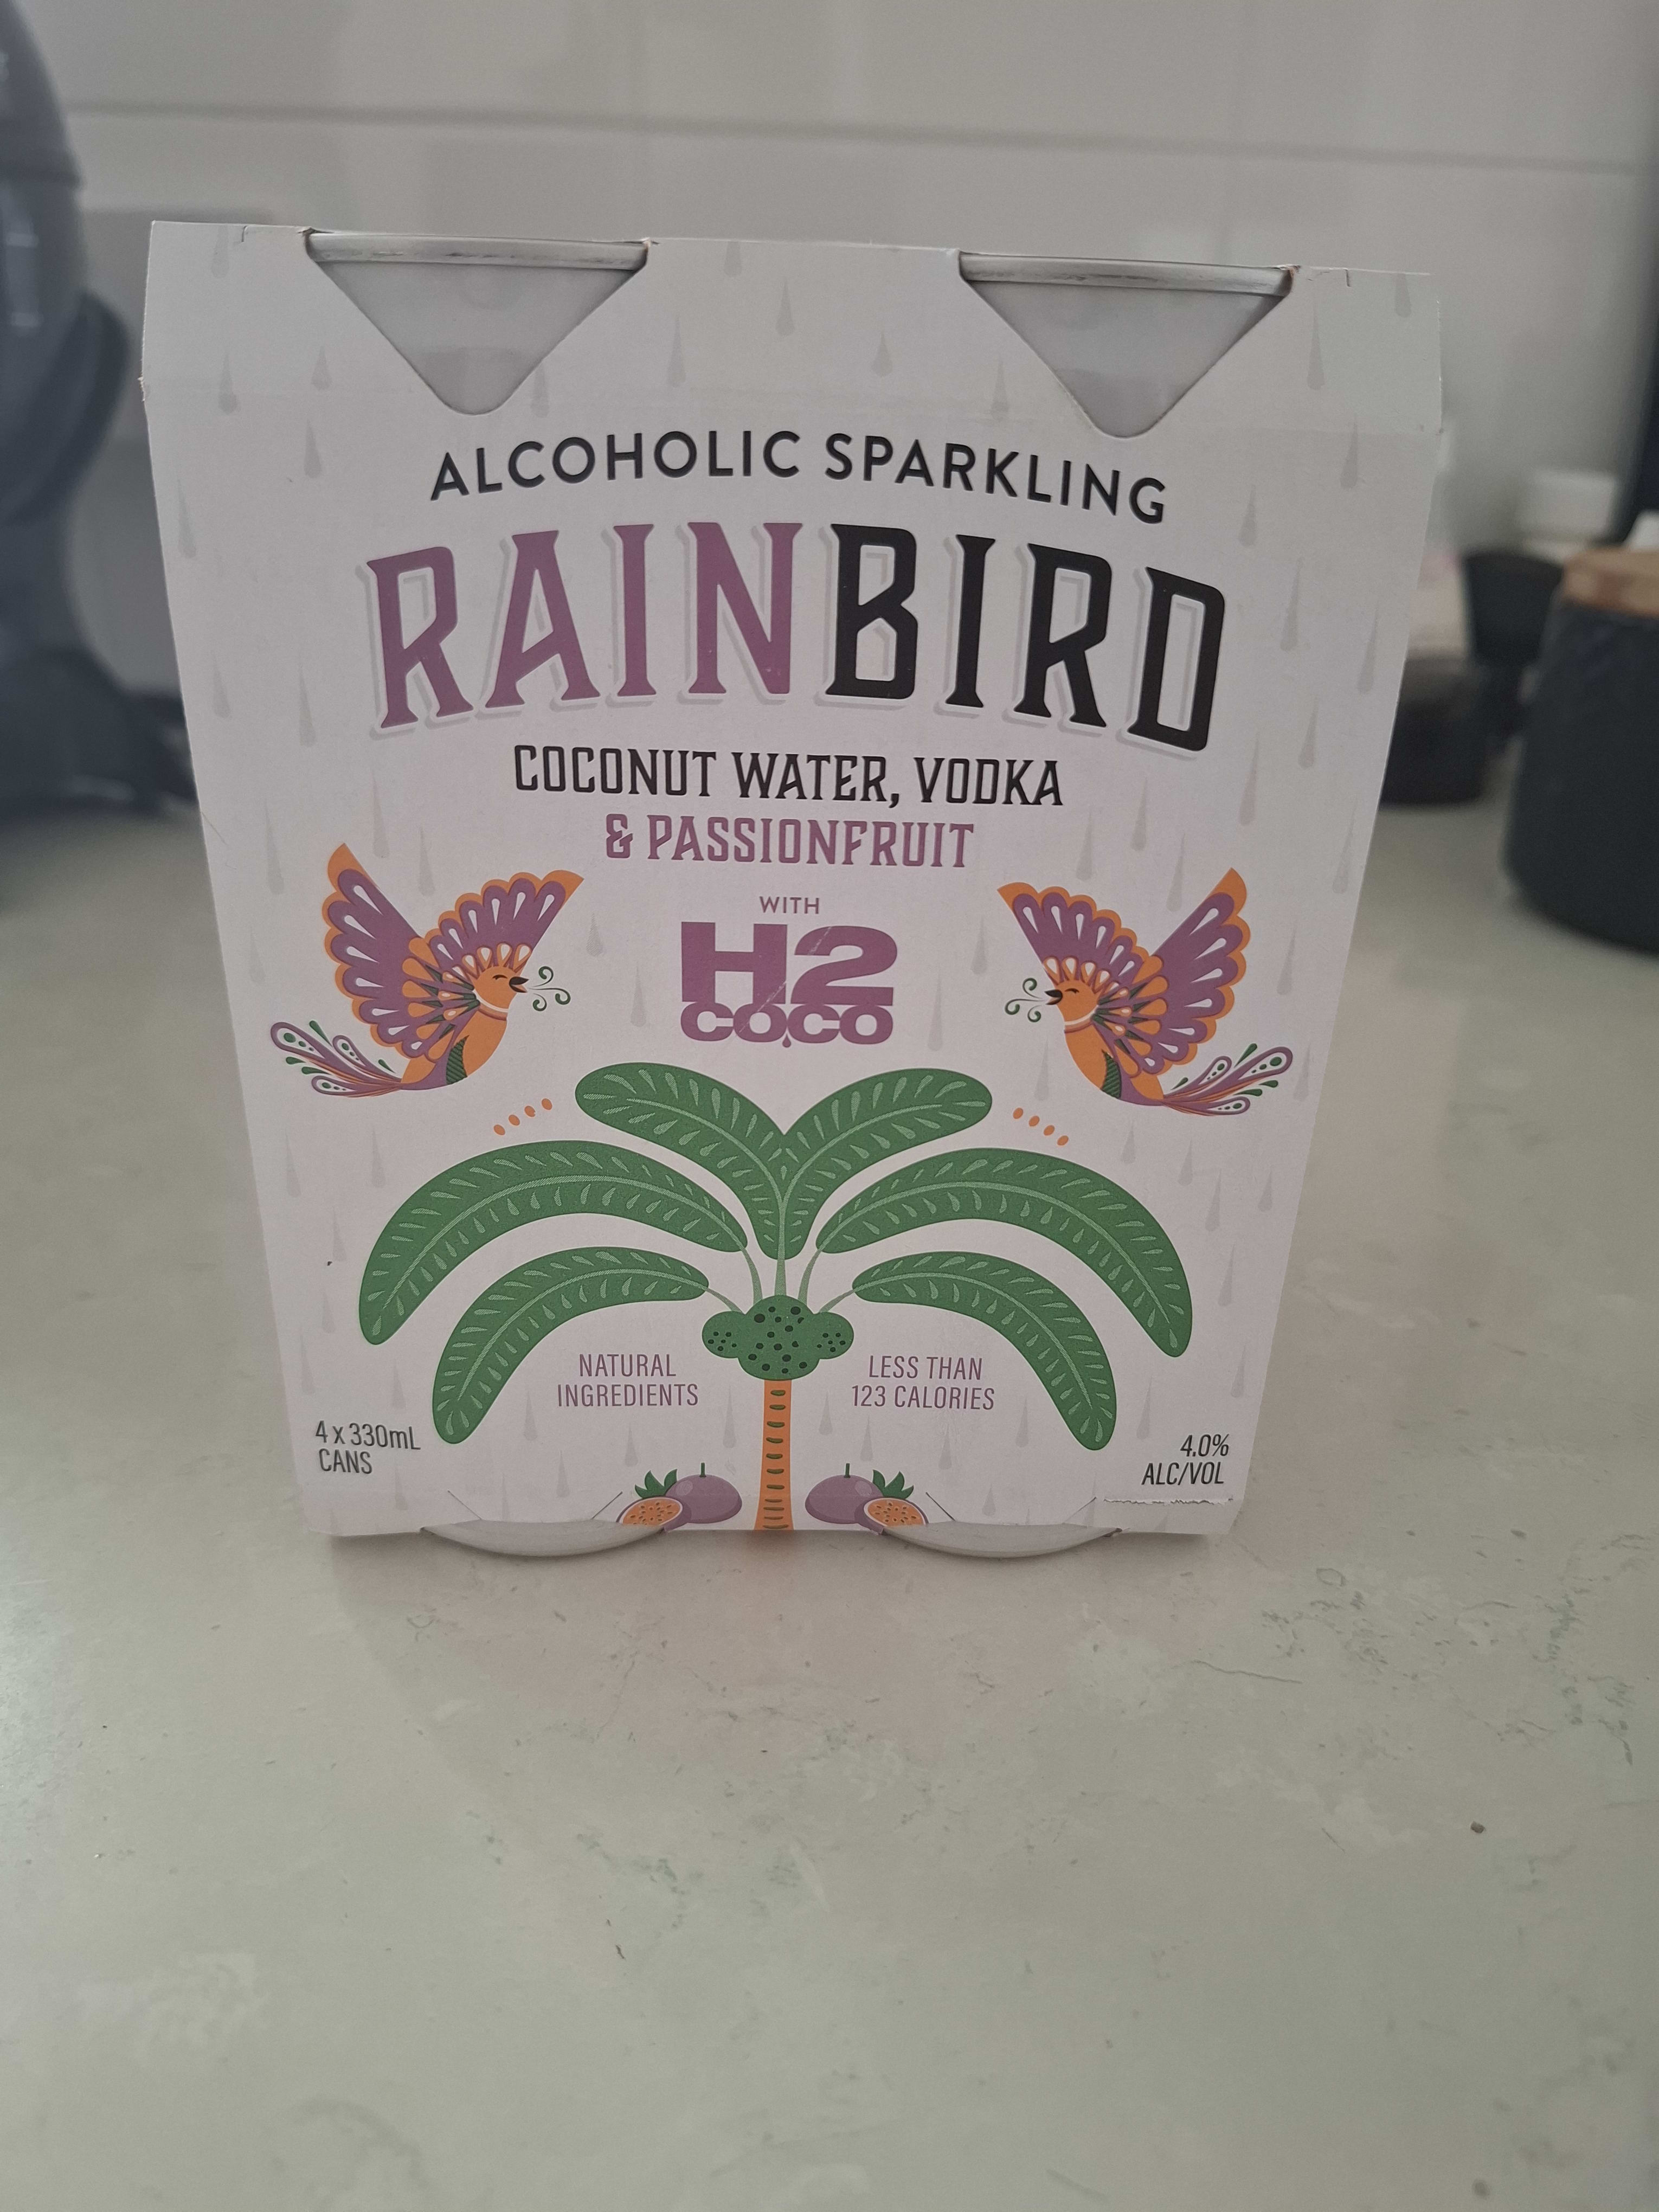 ALCOHOLIC SPARKLING
RAINBIRD
COCONUT WATER, VODKA
& PASSIONFRUIT
WITH
H2
COCO
NATURAL
INGREDIENTS
LESS THAN
123 CALORIES
4 x 330mL
CANS
4.0%
ALC/VOL